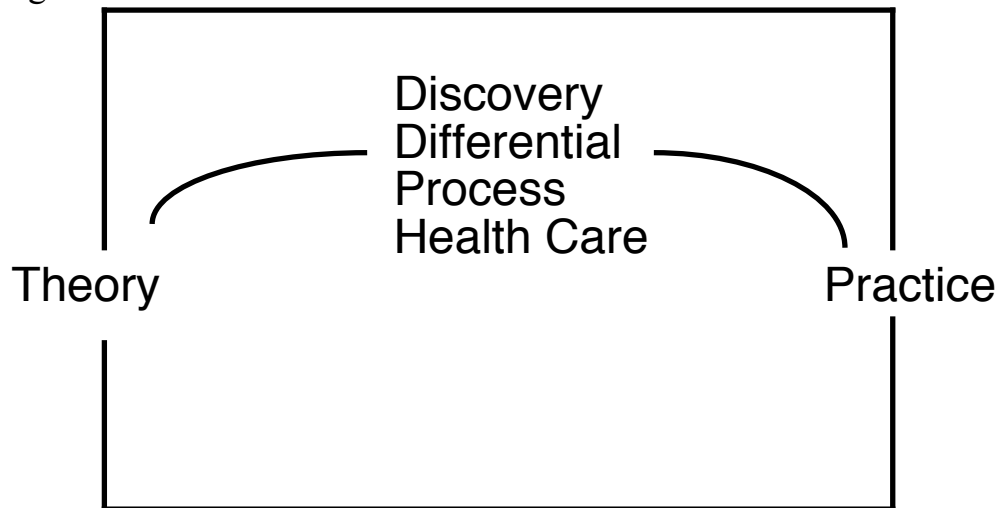 Discovery
Differential
Process
Health Care
Theory
Practice